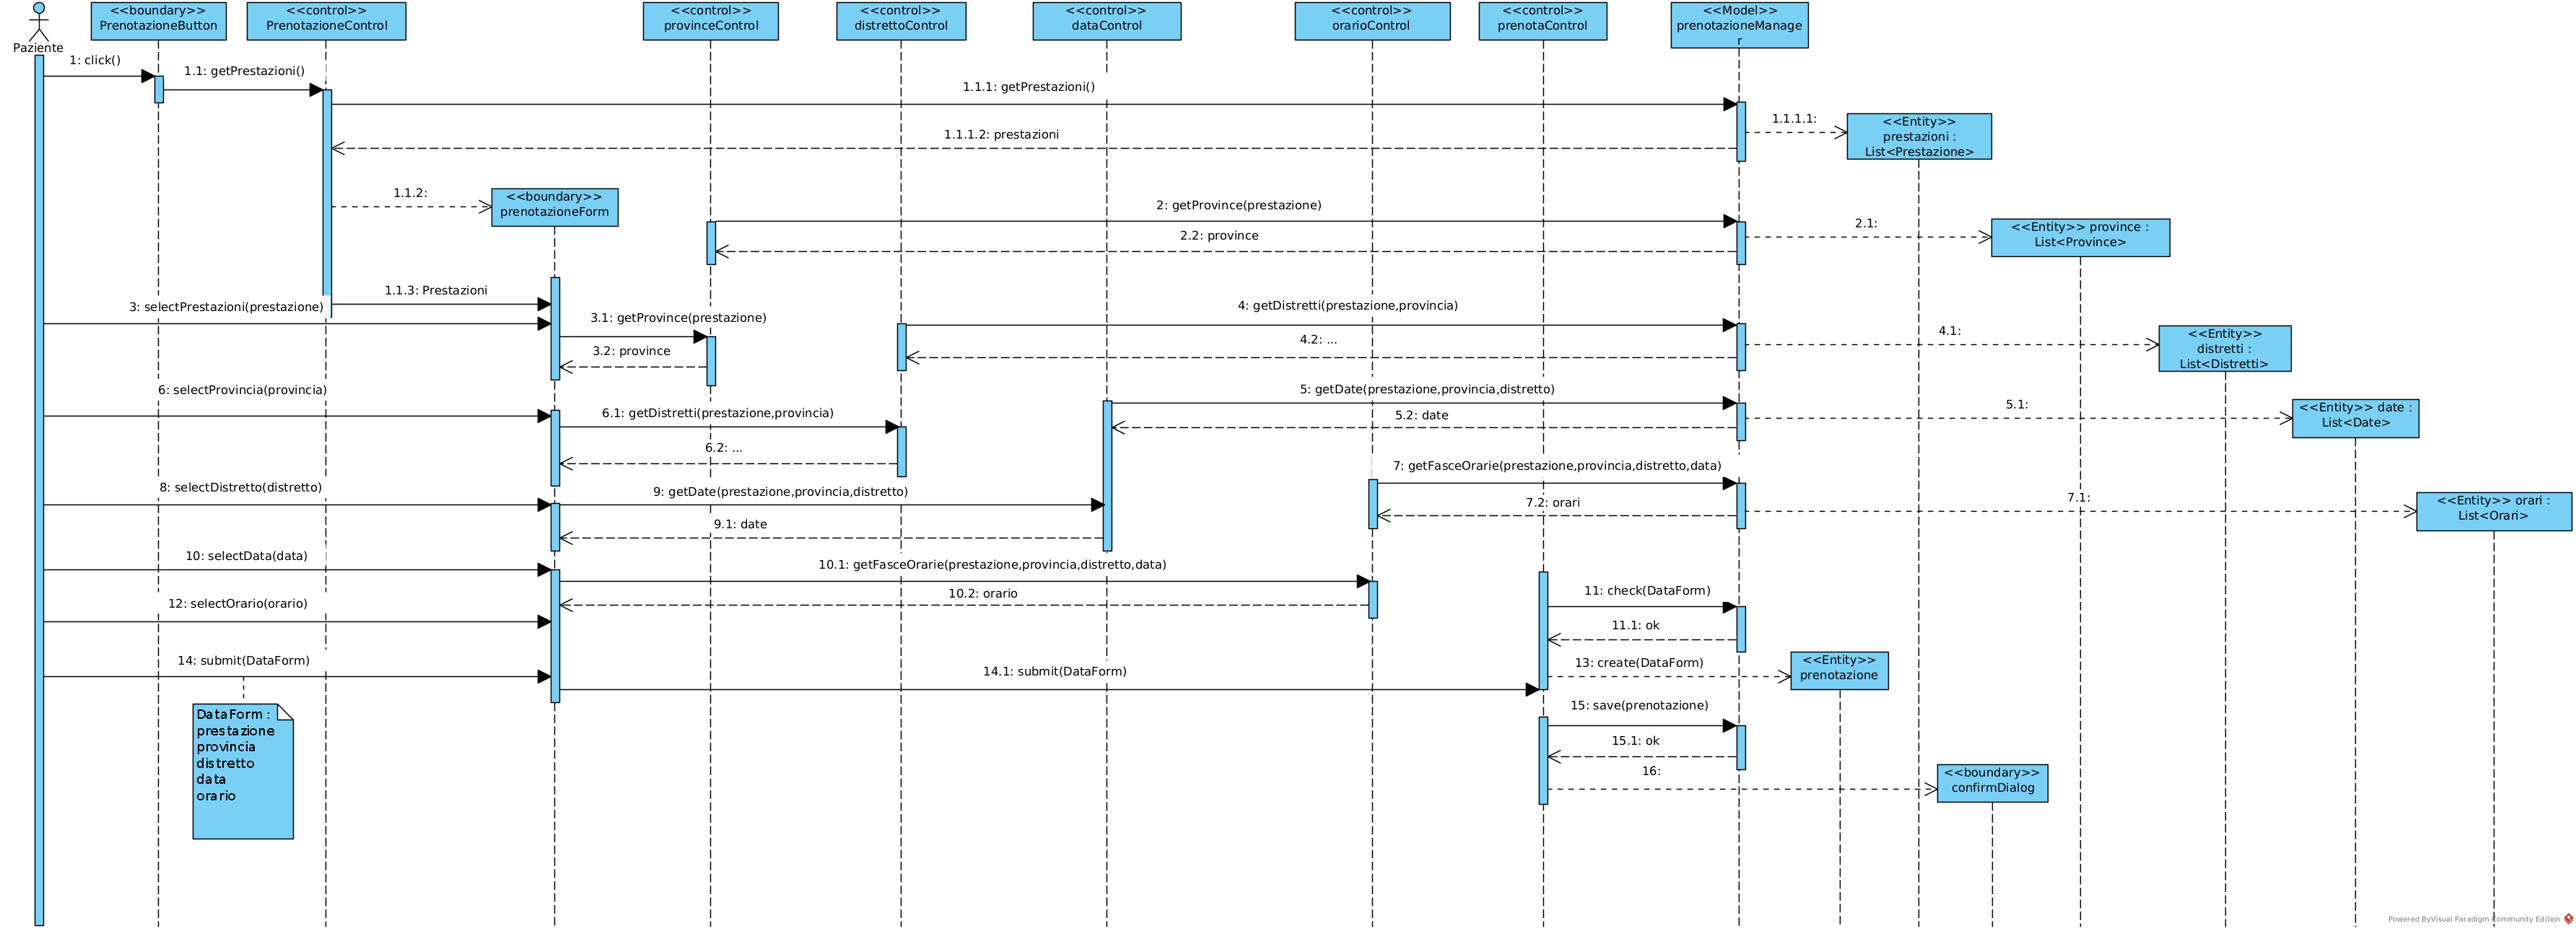 Paziente
<<boundary>>
PrenotazioneButton
<<control>>
PrenotazioneControl
<<control>>
provinceControl
<<control>>
distrettoControl
<<control>>
dataControl
<<control>>
orarioControl
<<control>>
prenotaControl
<<Model>>
prenotazioneManage
r
1: click()
1.1: getPrestazioni()
1.1.1: getPrestazioni()
1.1.1.1:
<<Entity>>
prestazioni :
List<Prestazione>
1.1.1.2: prestazioni
1.1.2:
<<boundary>>
prenotazioneForm
2: getProvince(prestazione)
2.1:
<<Entity>> province :
List<Province>
2.2: province
1.1.3: Prestazioni
3: selectPrestazioni(prestazione)
3.1: getProvince(prestazione)
3.2: province
4: getDistretti(prestazione,provincia)
4.1:
<<Entity>>
distretti :
List<Distretti>
4.2: ...
6: selectProvincia(provincia)
5: getDate(prestazione,provincia,distretto)
5.1:
<<Entity>> date :
List<Date>
5.2: date
6.1: getDistretti(prestazione,provincia)
6.2: ...
7: getFasceOrarie(prestazione,provincia,distretto,data)
7.1:
<<Entity>> orari :
List<Orari>
7.2: orari
8: selectDistretto(distretto)
9: getDate(prestazione,provincia,distretto)
9.1: date
10: selectData(data)
10.1: getFasceOrarie(prestazione,provincia,distretto,data)
10.2: orario
11: check(DataForm)
11.1: ok
12: selectOrario(orario)
13: create(DataForm)
<<Entity>>
prenotazione
14: submit(DataForm)
14.1: submit(DataForm)
DataForm :
prestazione
provincia
distretto
data
orario
15: save(prenotazione)
15.1: ok
16:
<<boundary>>
confirmDialog
Powered ByVisual Paradigm Community Edition